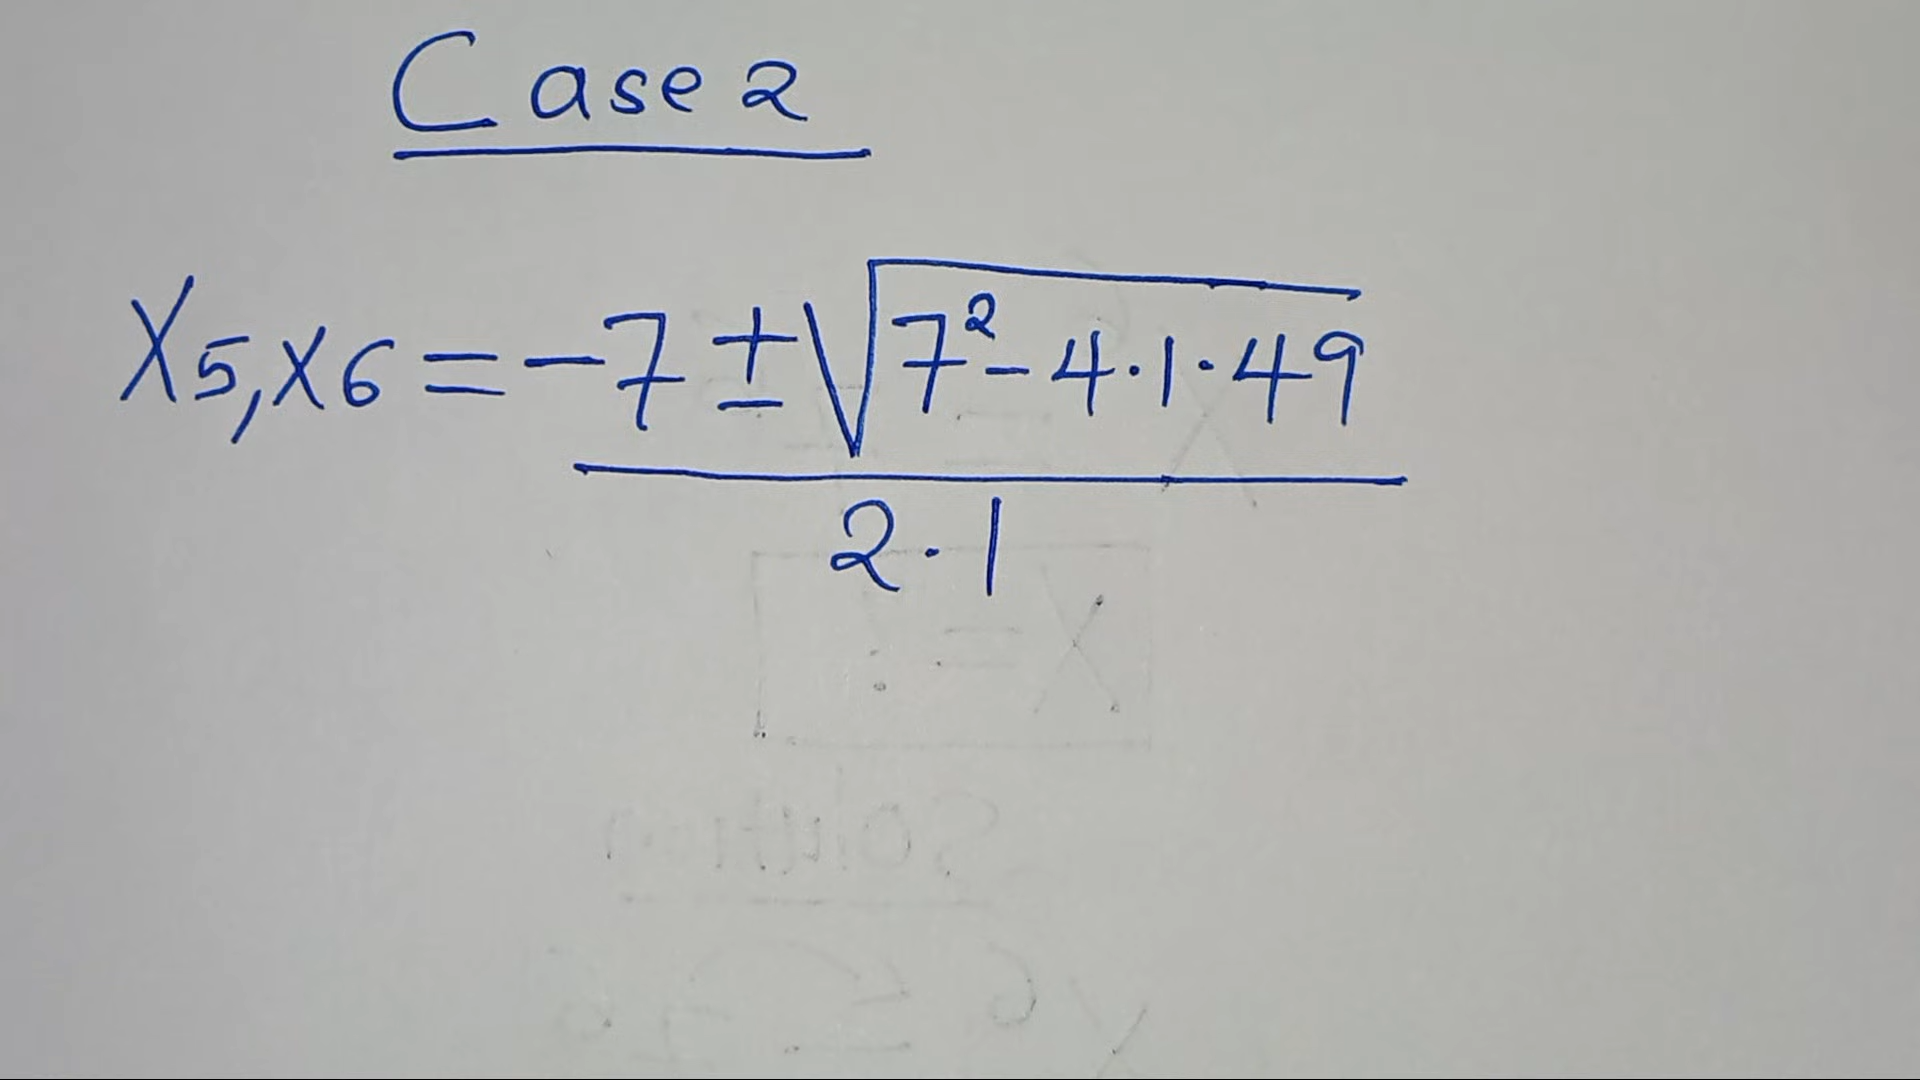 Case 2
X5,X6 = -7 ± √7² - 4·1·49
2·1